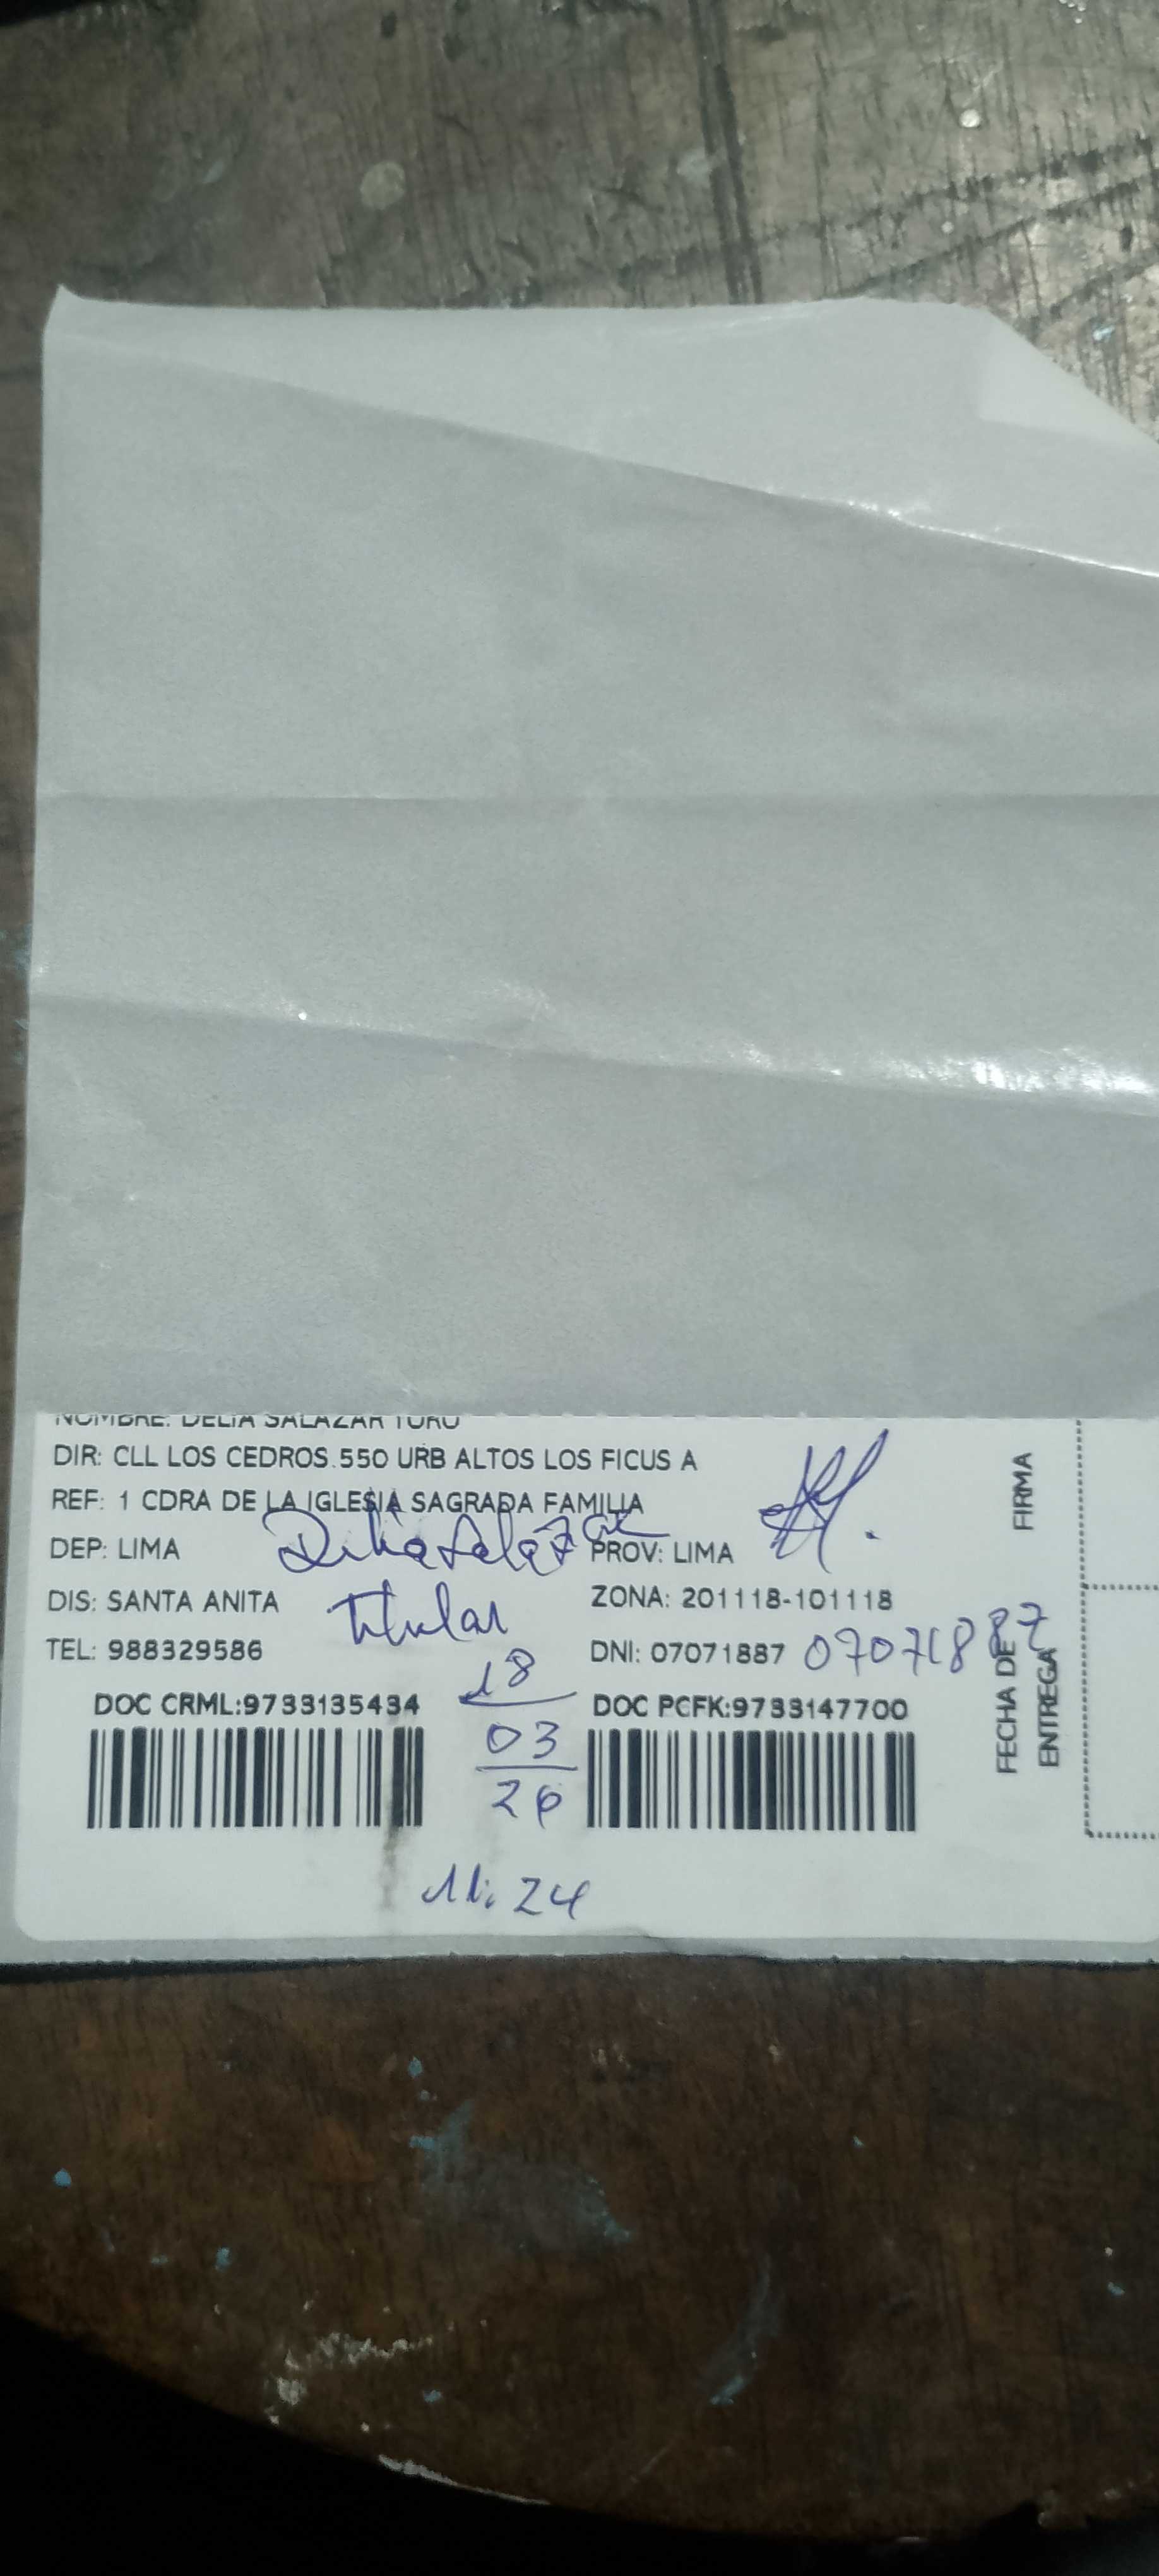 NOMBRE: DELIA SALAZAR TORO
DIR: CLL LOS CEDROS 550 URB ALTOS LOS FICUS A
REF: 1 CDRA DE LA IGLESIA SAGRADA FAMILIA
Delia Salazar
DEP: LIMA PROV: LIMA
DIS: SANTA ANITA ZONA: 201118-101118
Titular
TEL: 988329586 DNI: 07071887 07071887
DOC CRML:9733135434 DOC PCFK:9733147700
18
03
26
11:24
FIRMA
FECHA DE
ENTREGA